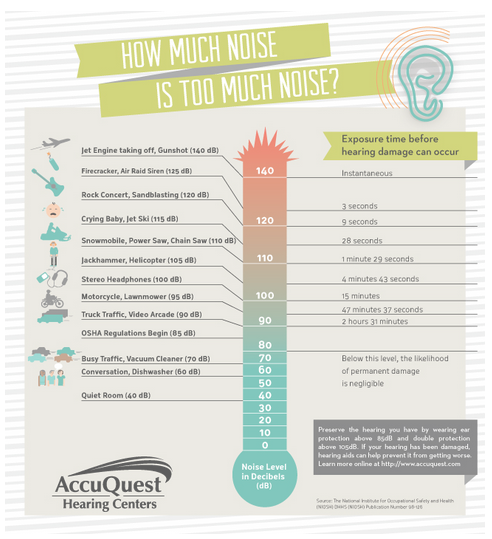 HOW MUCH NOISE
IS TOO MUCH NOISE?
Exposure time before
hearing damage can occur
Jet Engine taking off, Gunshot (140 dB)
Firecracker, Air Raid Siren (125 dB)
Rock Concert, Sandblasting (120 dB)
Crying Baby, Jet Ski (115 dB)
Snowmobile, Power Saw, Chain Saw (110 dB)
Jackhammer, Helicopter (105 dB)
Stereo Headphones (100 dB)
Motorcycle, Lawnmower (95 dB)
Truck Traffic, Video Arcade (90 dB)
OSHA Regulations Begin (85 dB)
Busy Traffic, Vacuum Cleaner (70 dB)
Conversation, Dishwasher (60 dB)
Quiet Room (40 dB)
140
120
110
100
90
80
70
60
50
40
30
20
10
0
Noise Level
in Decibels
(dB)
Instantaneous
3 seconds
9 seconds
28 seconds
1 minute 29 seconds
4 minutes 43 seconds
15 minutes
47 minutes 37 seconds
2 hours 31 minutes
Below this level, the likelihood
of permanent damage
is negligible
Preserve the hearing you have by wearing ear
protection above 85dB and double protection
above 105dB. If your hearing has been damaged,
hearing aids can help prevent it from getting worse.
Learn more online at http://www.accuquest.com
AccuQuest
Hearing Centers
Source: The National Institute for Occupational Safety and Health
(NIOSH) DHHS (NIOSH) Publication Number 98-126